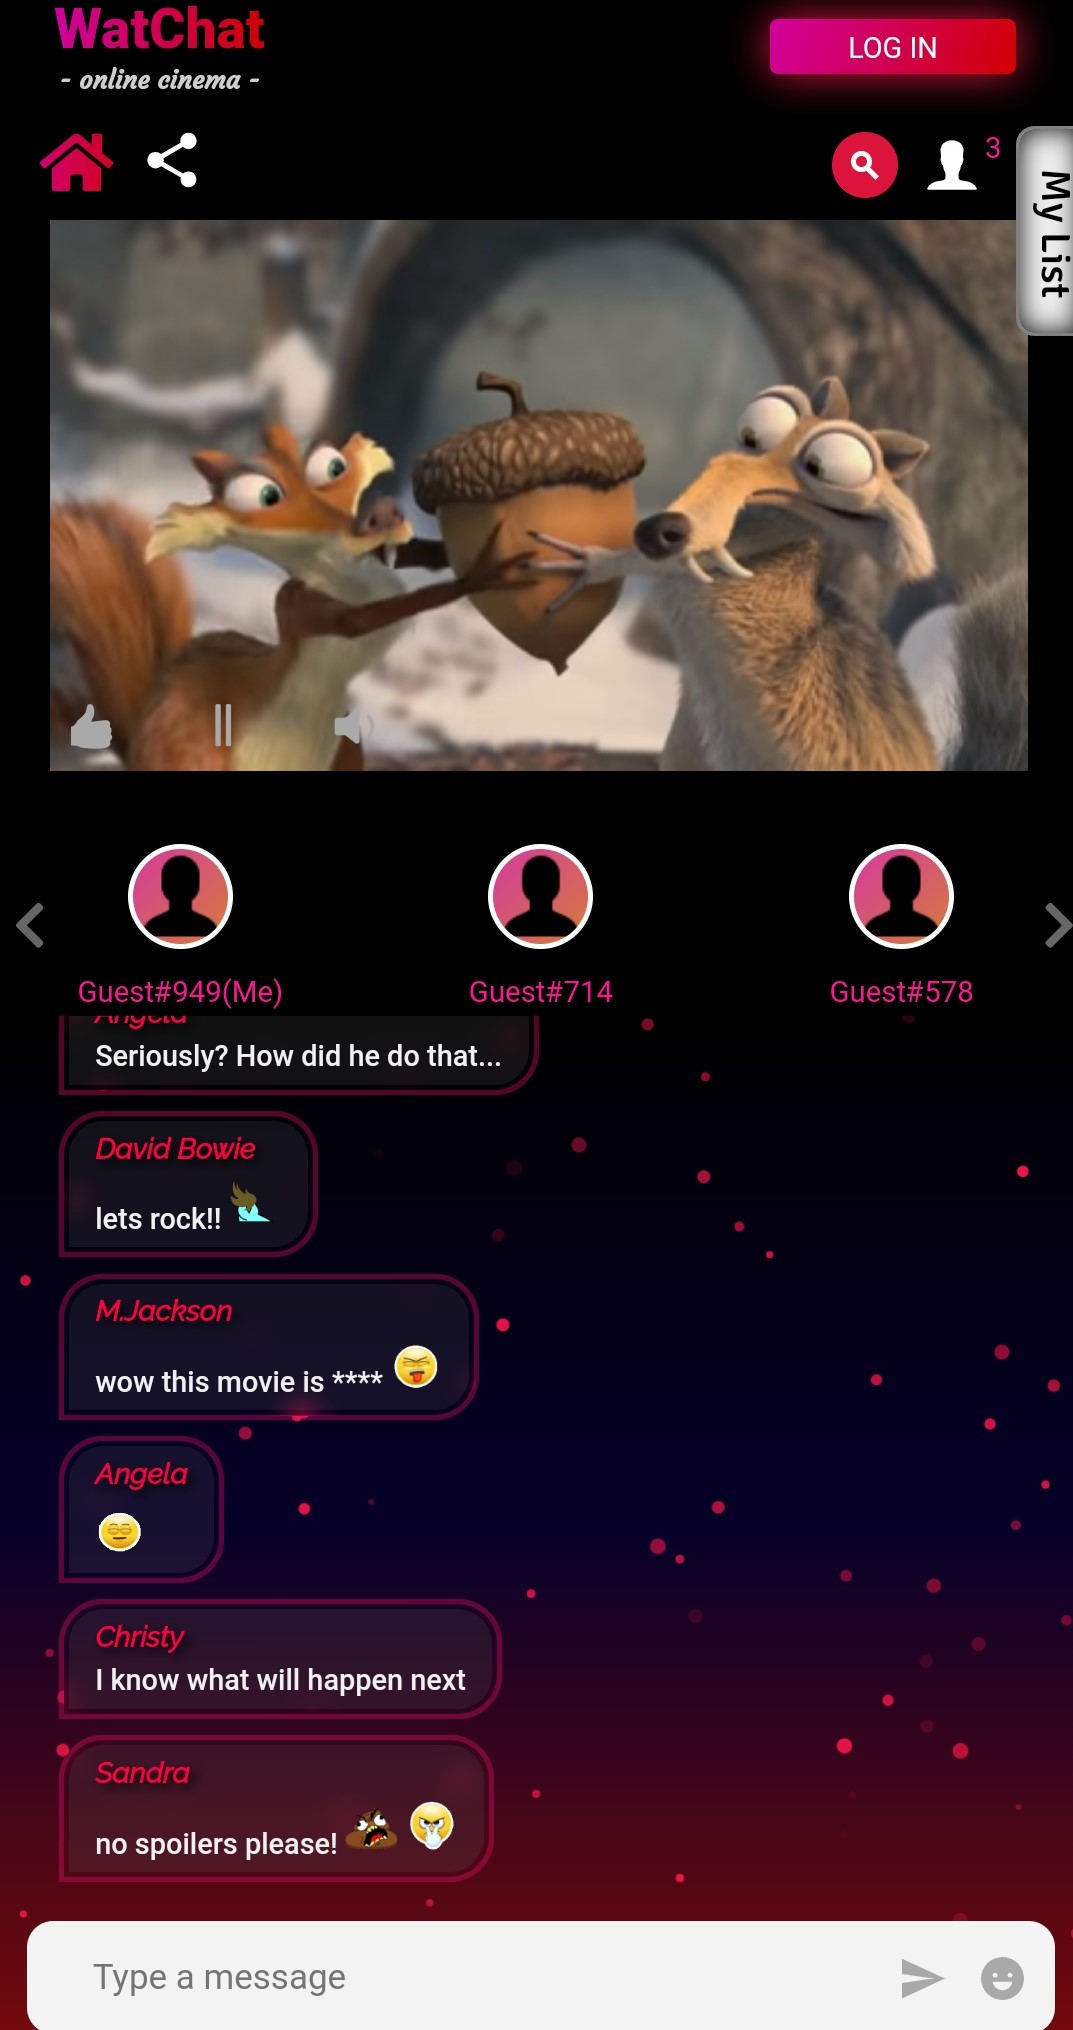 WatChat
- online cinema -
LOG IN
3
My List
Guest#949(Me)
Guest#714
Guest#578
Angela
Seriously? How did he do that...
David Bowie
lets rock!!
M.Jackson
wow this movie is ****
Angela
Christy
I know what will happen next
Sandra
no spoilers please!
Type a message